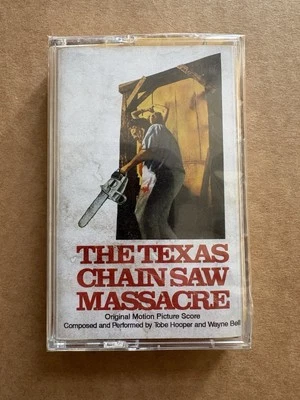 THE TEXAS
CHAIN SAW
MASSACRE
Original Motion Picture Score
Composed and Performed by Tobe Hooper and Wayne Bell